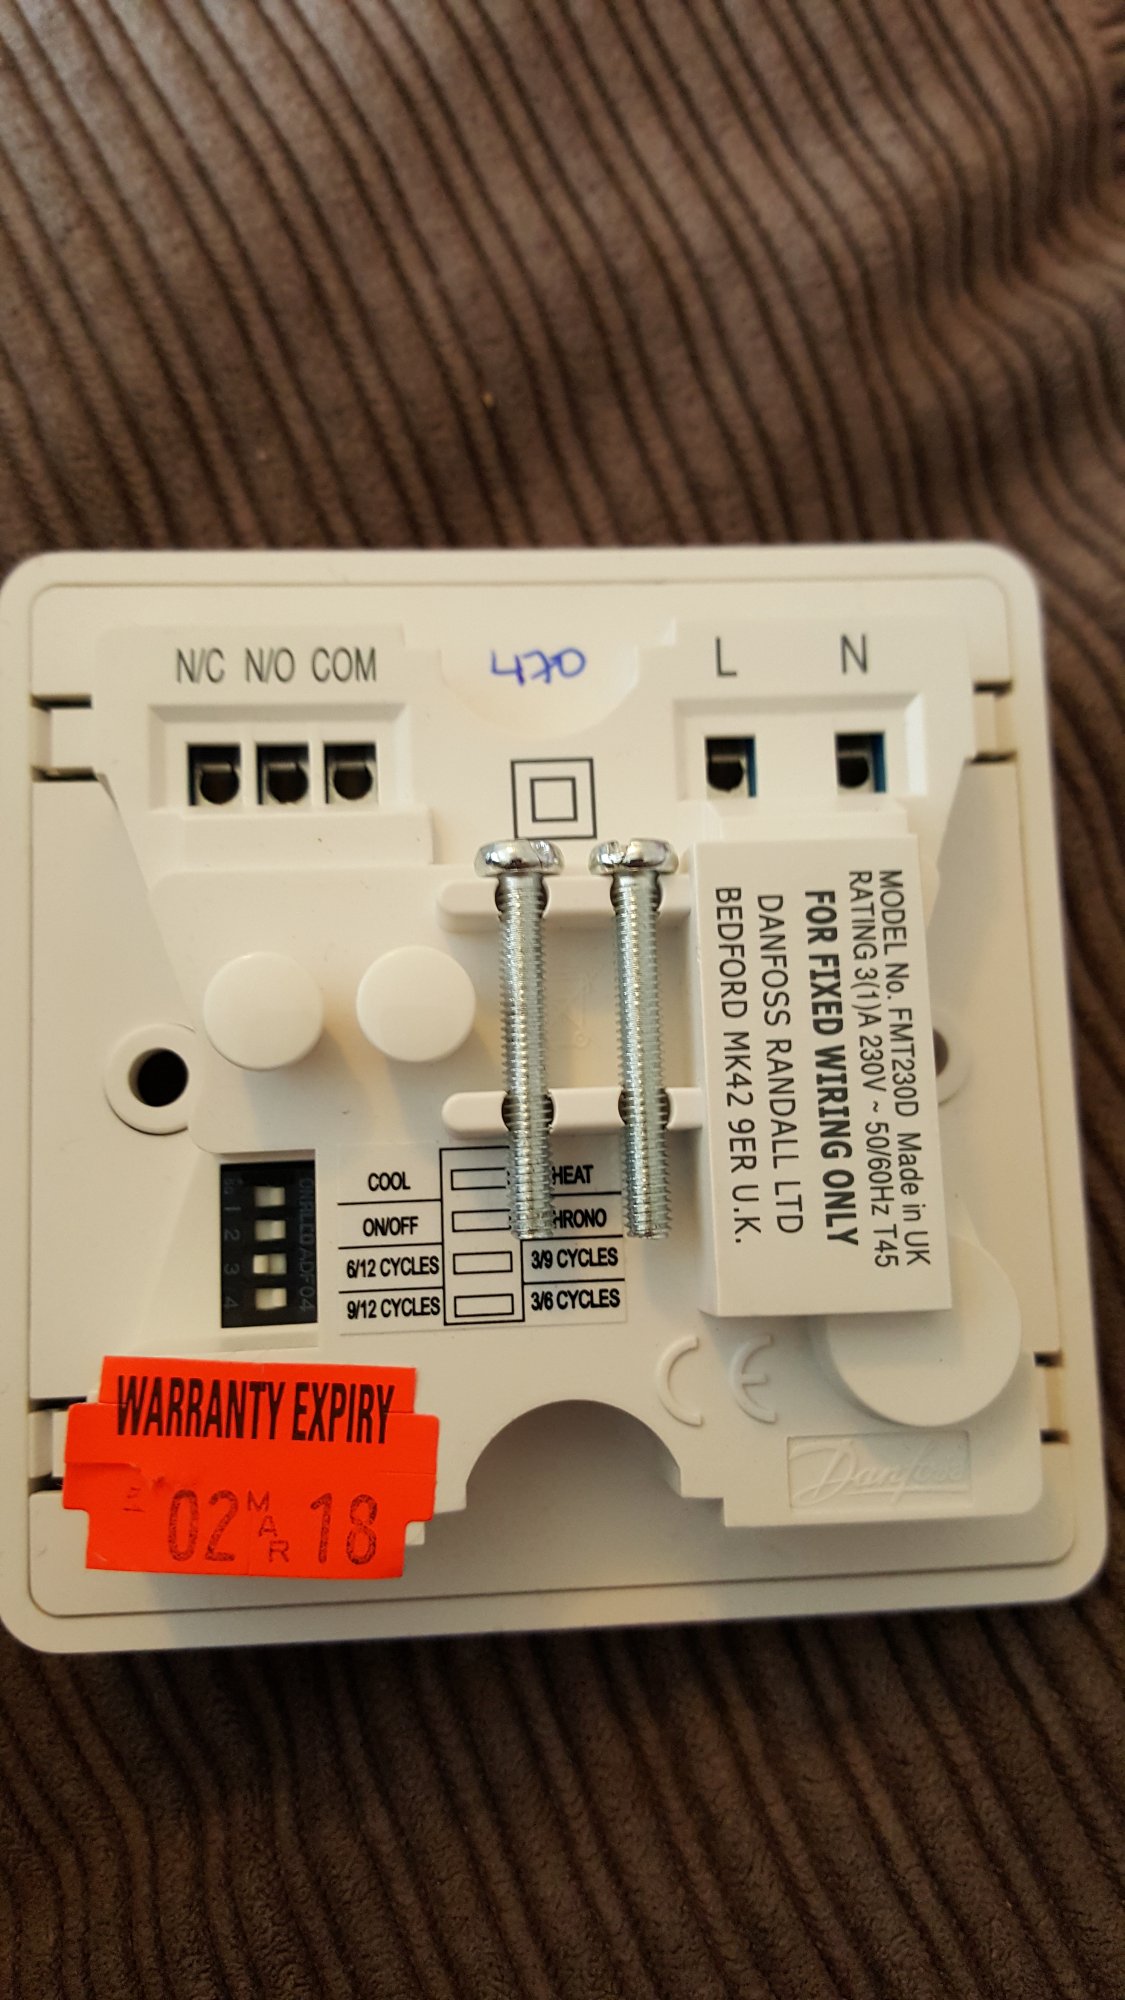 N/C N/O COM
470
L N
MODEL No. FMT230D Made in UK
RATING 3(1)A 230V ~ 50/60Hz T45
FOR FIXED WIRING ONLY
DANFOSS RANDALL LTD
BEDFORD MK42 9ER U.K.
COOL HEAT
ON/OFF CHRONO
6/12 CYCLES 3/9 CYCLES
9/12 CYCLES 3/6 CYCLES
1
2
3
4
CE
Danfoss
WARRANTY EXPIRY
02 MAR 18